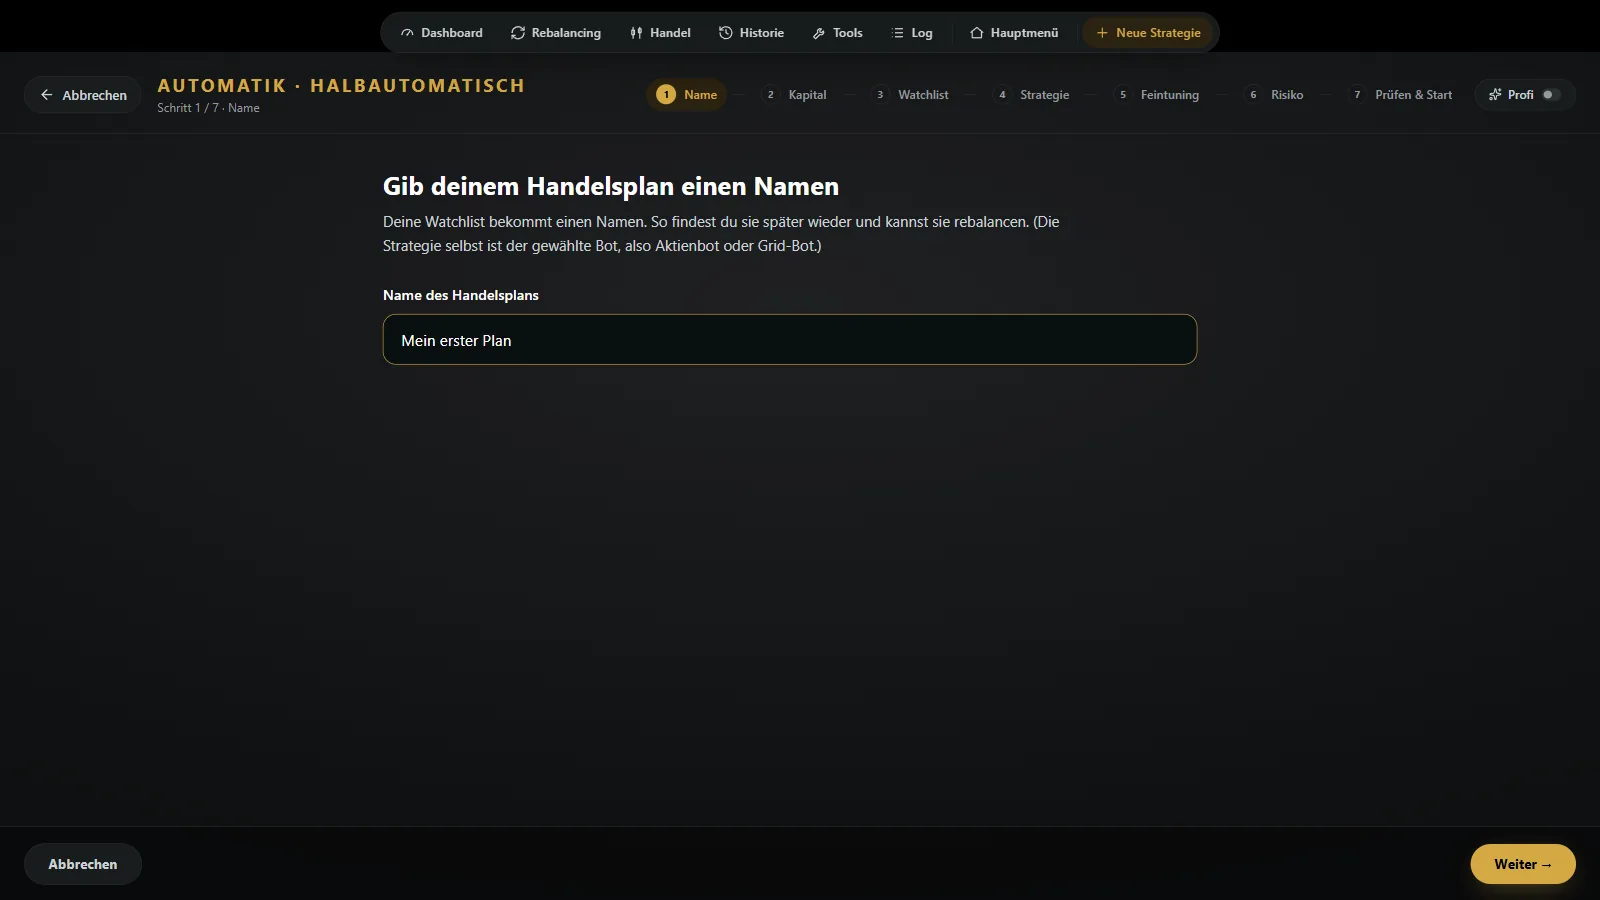 Dashboard
Rebalancing
Handel
Historie
Tools
Log
Hauptmenü
Neue Strategie
Abbrechen
AUTOMATIK · HALBAUTOMATISCH
Schritt 1 / 7 · Name
1 Name
2 Kapital
3 Watchlist
4 Strategie
5 Feintuning
6 Risiko
7 Prüfen & Start
Profi
Gib deinem Handelsplan einen Namen
Deine Watchlist bekommt einen Namen. So findest du sie später wieder und kannst sie rebalancen. (Die
Strategie selbst ist der gewählte Bot, also Aktienbot oder Grid-Bot.)
Name des Handelsplans
Mein erster Plan
Abbrechen
Weiter →